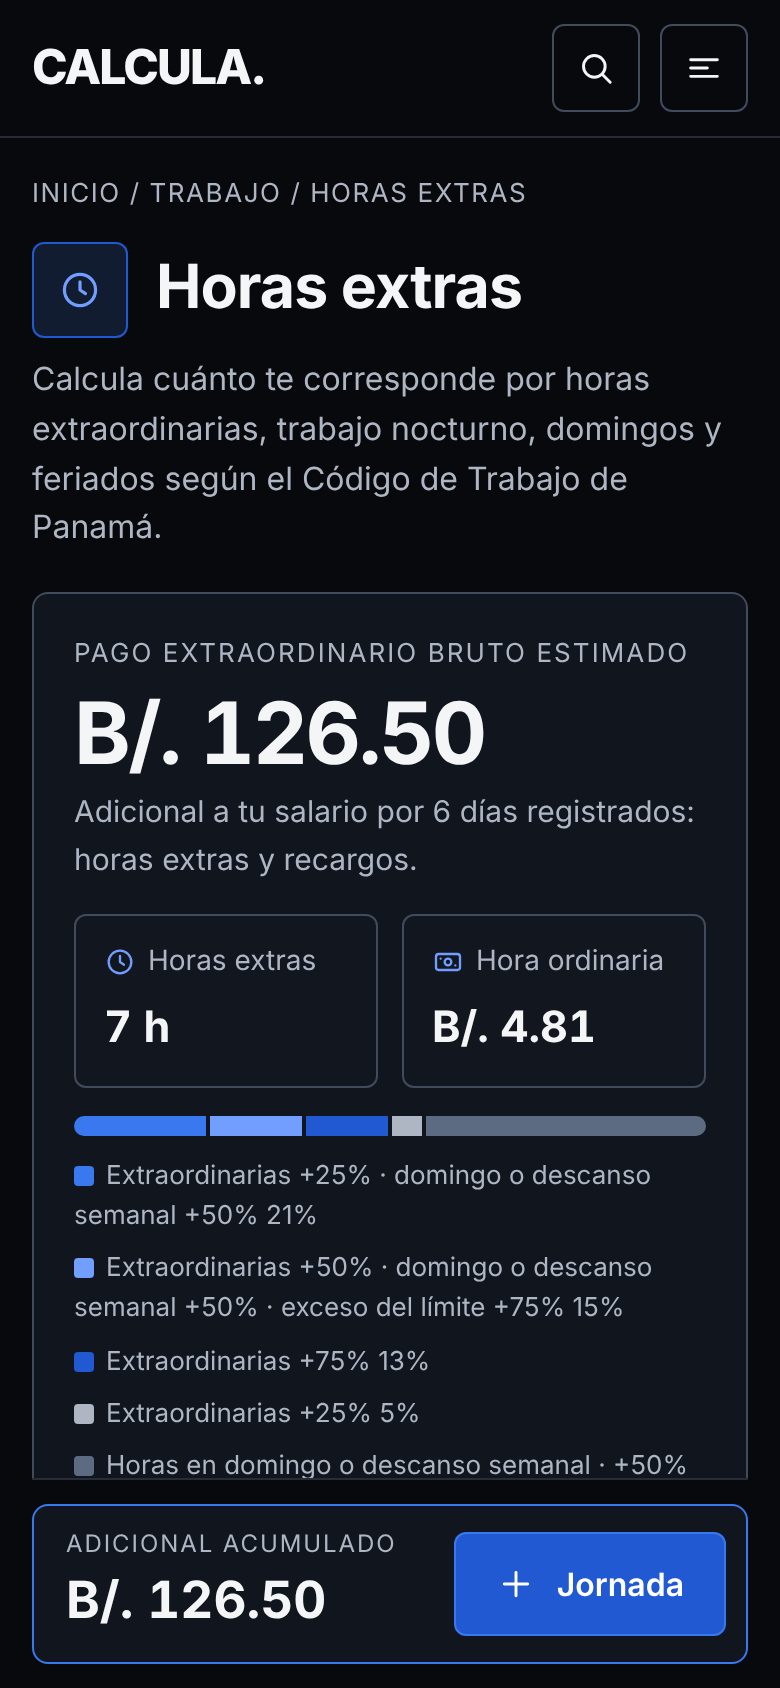 CALCULA.
INICIO / TRABAJO / HORAS EXTRAS
Horas extras
Calcula cuánto te corresponde por horas
extraordinarias, trabajo nocturno, domingos y
feriados según el Código de Trabajo de
Panamá.
PAGO EXTRAORDINARIO BRUTO ESTIMADO
B/. 126.50
Adicional a tu salario por 6 días registrados:
horas extras y recargos.
Horas extras
7 h
Hora ordinaria
B/. 4.81
Extraordinarias +25% · domingo o descanso
semanal +50% 21%
Extraordinarias +50% · domingo o descanso
semanal +50% · exceso del límite +75% 15%
Extraordinarias +75% 13%
Extraordinarias +25% 5%
Horas en domingo o descanso semanal · +50%
ADICIONAL ACUMULADO
B/. 126.50
+ Jornada